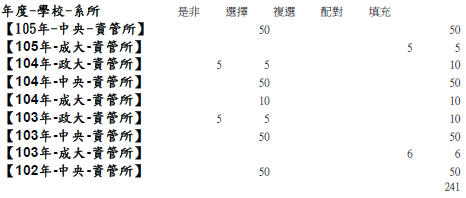 年度-學校-系所 是非 選擇 複選 配對 填充
【105年-中央-資管所】 50 50
【105年-成大-資管所】 5 5
【104年-政大-資管所】 5 5 10
【104年-中央-資管所】 50 50
【104年-成大-資管所】 10 10
【103年-政大-資管所】 5 5 10
【103年-中央-資管所】 50 50
【103年-成大-資管所】 6 6
【102年-中央-資管所】 50 50
241